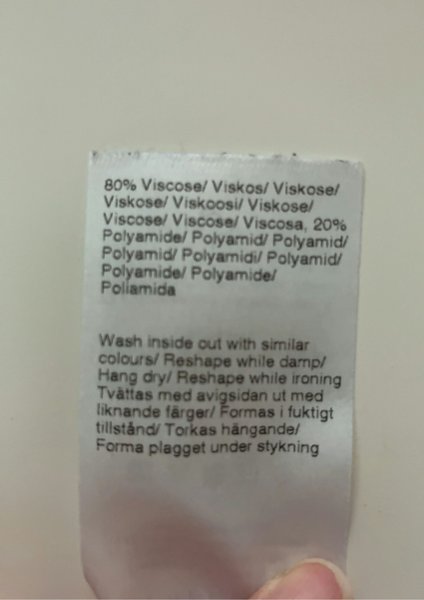 80% Viscose/ Viskos/ Viskose/
Viskose/ Viskoosi/ Viskose/
Viscose/ Viscose/ Viscosa, 20%
Polyamide/ Polyamid/ Polyamid/
Polyamid/ Polyamidi/ Polyamid/
Polyamide/ Polyamide/
Poliamida
Wash inside out with similar
colours/ Reshape while damp/
Hang dry/ Reshape while ironing
Tvättas med avigsidan ut med
liknande färger/ Formas i fuktigt
tillstånd/ Torkas hängande/
Forma plagget under stykning